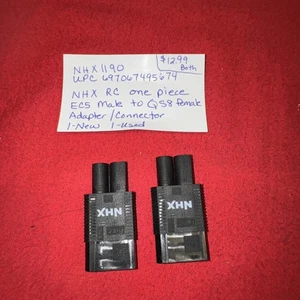 NHX1190
$12.99
Both
UPC 697067495674
NHX RC one piece
EC5 Male to QS8 female
Adapter/Connector
1-New 1-Used
NHX
NHX